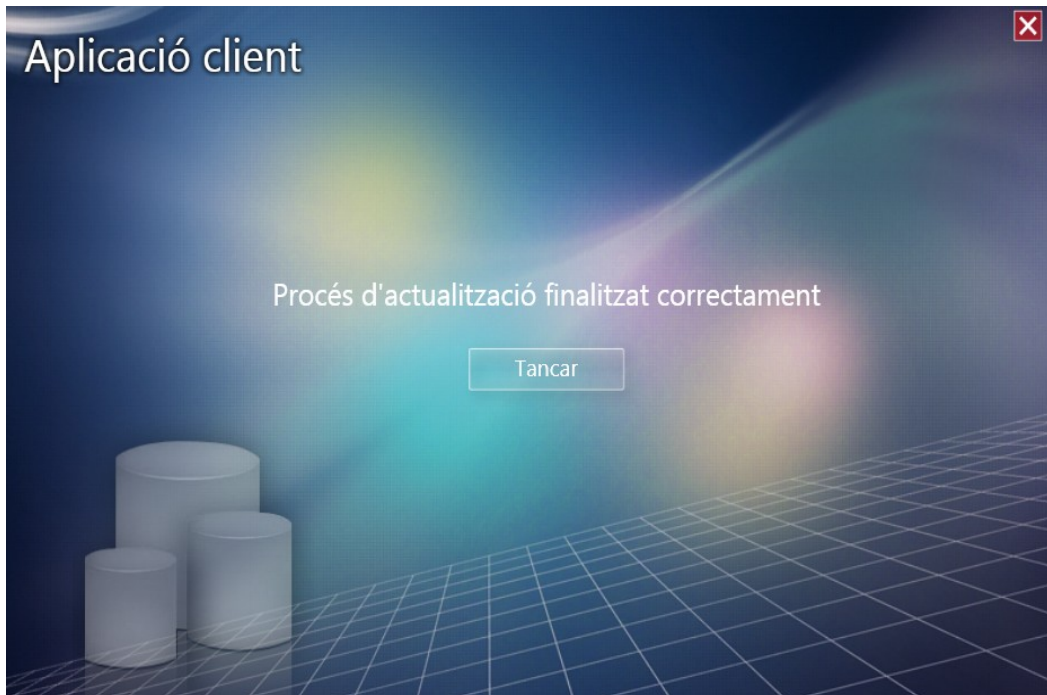 Aplicació client
Procés d'actualització finalitzat correctament
Tancar